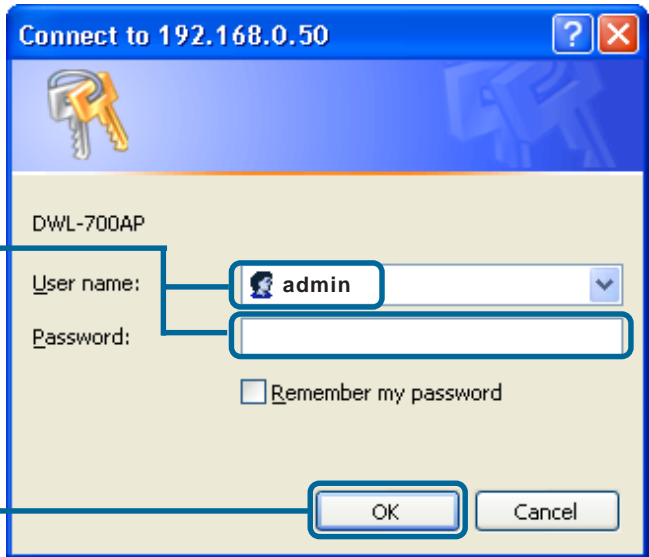 Connect to 192.168.0.50
?
DWL-700AP
User name:
admin
Password:
Remember my password
OK
Cancel